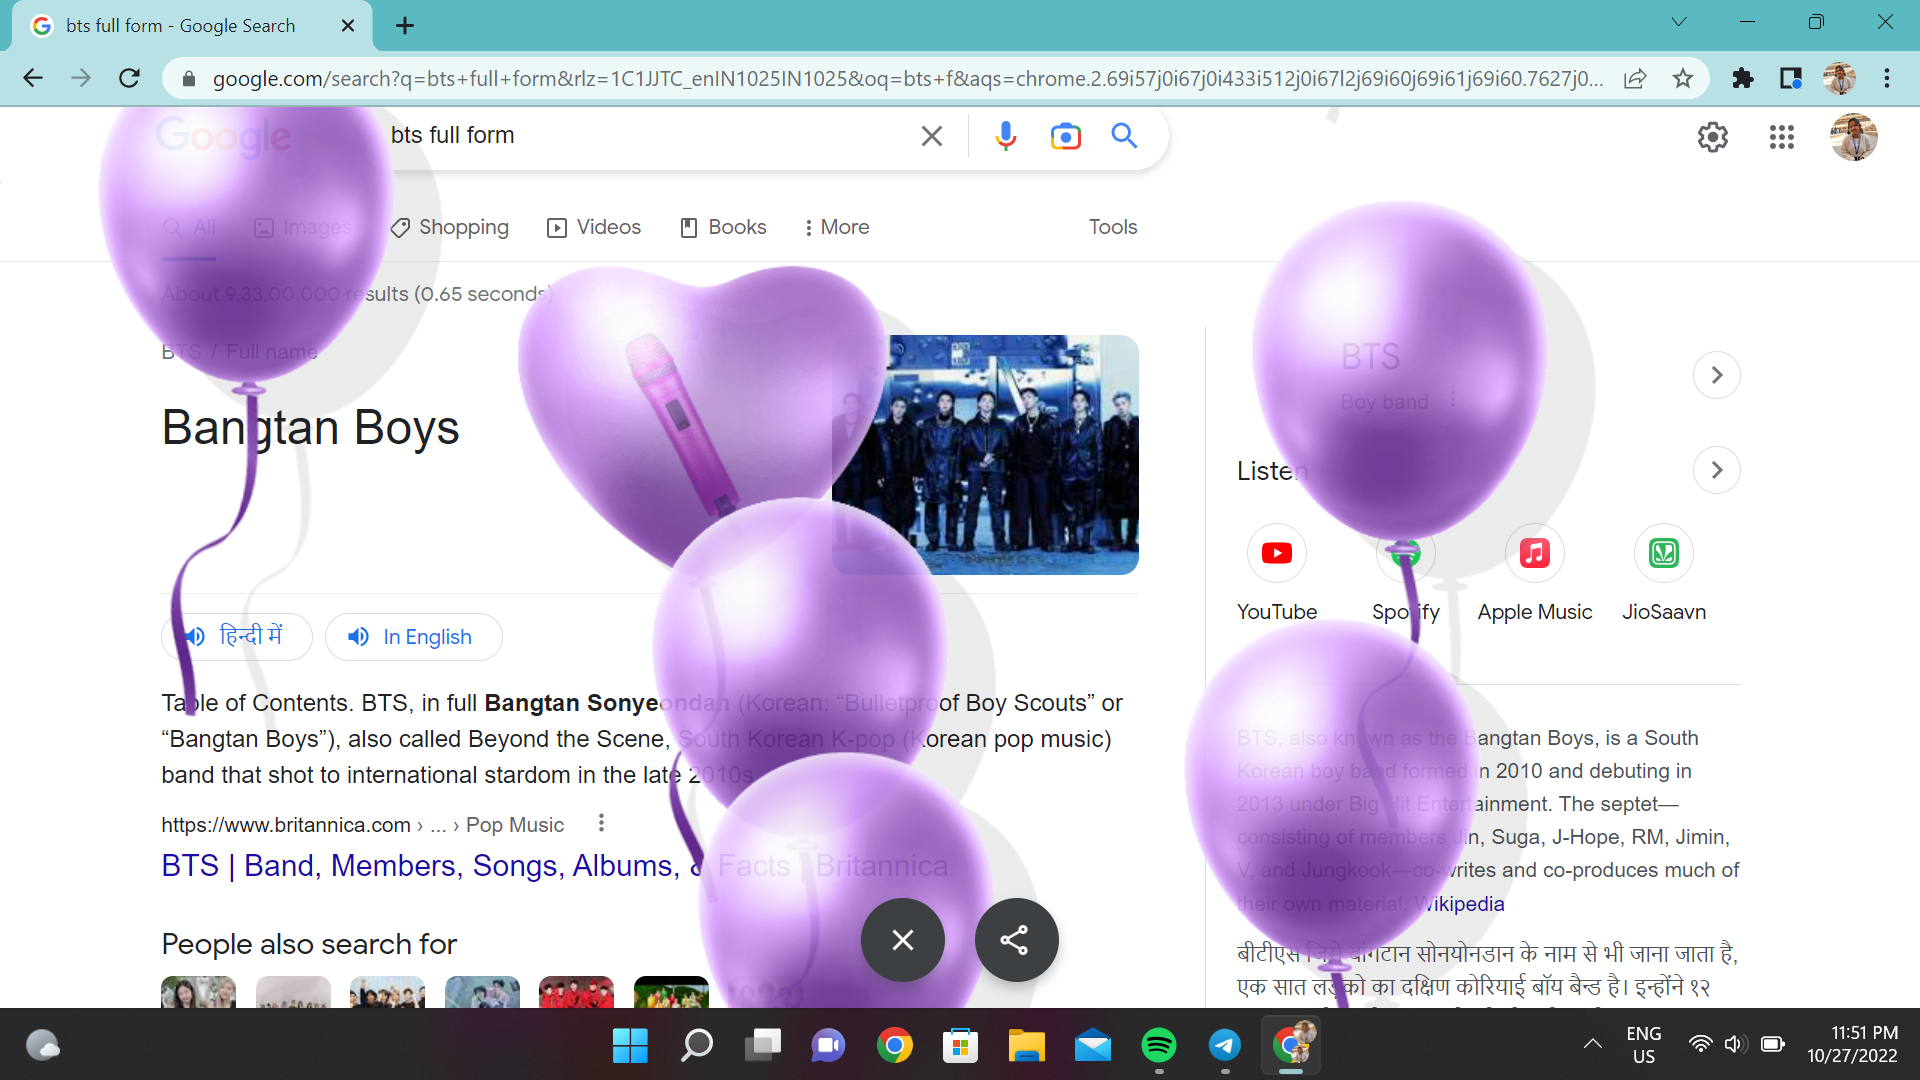 bts full form - Google Search
google.com/search?q=bts+full+form&rlz=1C1JJTC_enIN1025IN1025&oq=bts+f&aqs=chrome.2.69i57j0i67j0i433i512j0i67l2j69i60j69i61j69i60.7627j0...
Google
bts full form
All Images Shopping Videos Books More Tools
About 9,33,00,000 results (0.65 seconds)
BTS / Full name
Bangtan Boys
हिन्दी में In English
Table of Contents. BTS, in full Bangtan Sonyeondan (Korean: “Bulletproof Boy Scouts” or
“Bangtan Boys”), also called Beyond the Scene, South Korean K-pop (Korean pop music)
band that shot to international stardom in the late 2010s.
https://www.britannica.com › ... › Pop Music
BTS | Band, Members, Songs, Albums, & Facts | Britannica
People also search for
BTS
Boy band
Listen
YouTube Spotify Apple Music JioSaavn
BTS, also known as the Bangtan Boys, is a South
Korean boy band formed in 2010 and debuting in
2013 under Big Hit Entertainment. The septet—
consisting of members Jin, Suga, J-Hope, RM, Jimin,
V, and Jungkook—co-writes and co-produces much of
their own material. Wikipedia
बीटीएस जिसे बांगटान सोनयोनडान के नाम से भी जाना जाता है,
एक सात लड़को का दक्षिण कोरियाई बॉय बैन्ड है। इन्होंने १२
ENG
US
11:51 PM
10/27/2022